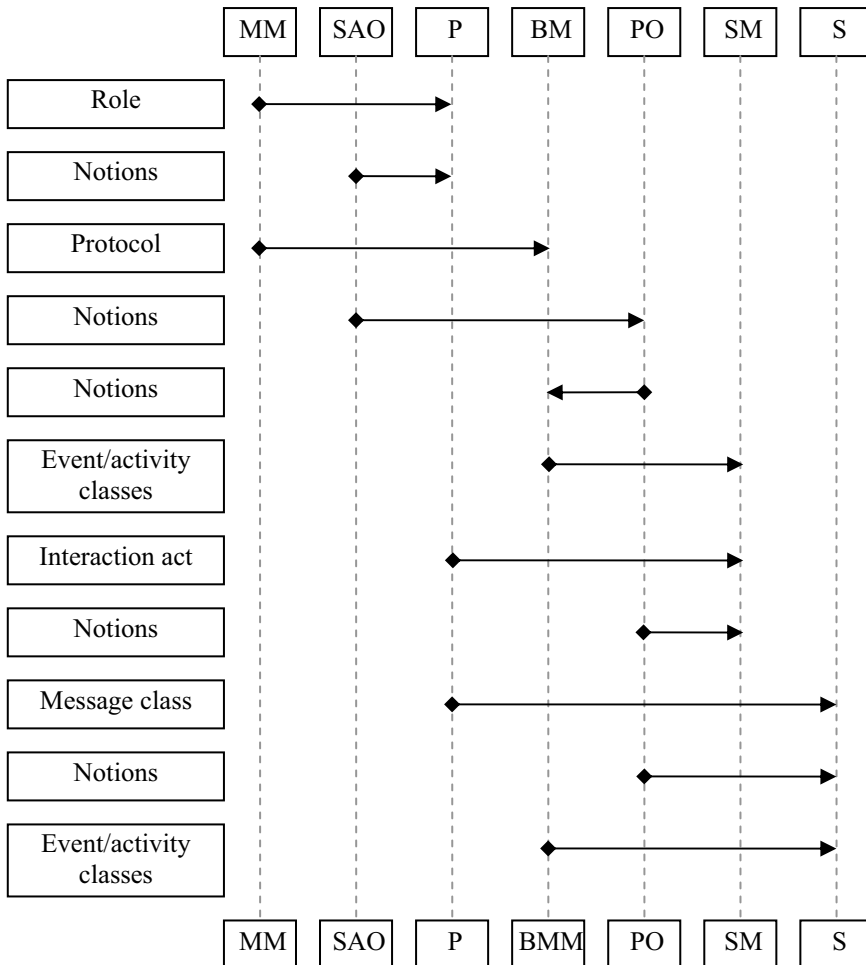 MM SAO P BM PO SM S
Role
Notions
Protocol
Notions
Notions
Event/activity
classes
Interaction act
Notions
Message class
Notions
Event/activity
classes
MM SAO P BMM PO SM S